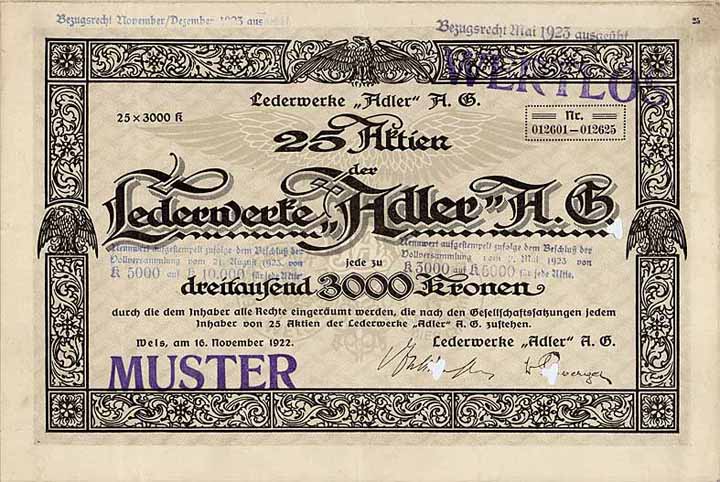 Bezugsrecht November/Dezember 1923 ausgeübt
Bezugsrecht Mai 1923 ausgeübt
25
WERTLOS
Lederwerke „Adler" A. G.
25 × 3000 K
Nr.
012601—012625
25 Aktien
der
Lederwerke „Adler" A. G.
Nennwert aufgestempelt zufolge dem Beschluß der
Vollversammlung vom 21. August 1923 von
K 5000 auf K 10.000 für jede Aktie.
jede zu
Nennwert aufgestempelt zufolge dem Beschluß der
Vollversammlung vom 2. Mai 1923 von
K 3000 auf K 5000 für jede Aktie.
dreitausend 3000 Kronen
durch die dem Inhaber alle Rechte eingeräumt werden, die nach den Gesellschaftssatzungen jedem
Inhaber von 25 Aktien der Lederwerke „Adler" A. G. zustehen.
Wels, am 16. November 1922.
Lederwerke „Adler" A. G.
MUSTER